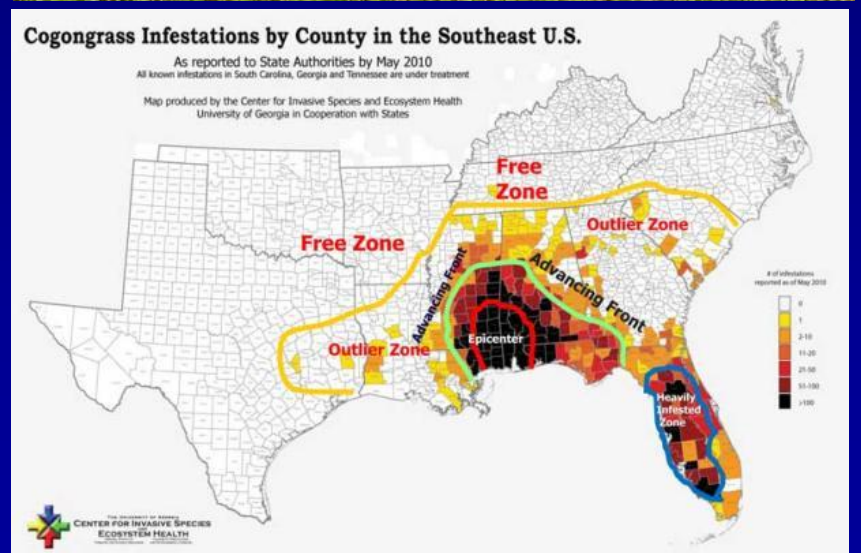 Cogongrass Infestations by County in the Southeast U.S.
As reported to State Authorities by May 2010
All known infestations in South Carolina, Georgia and Tennessee are under treatment
Map produced by the Center for Invasive Species and Ecosystem Health
University of Georgia in Cooperation with States
Free
Zone
Free Zone
Outlier Zone
Advancing Front
Advancing Front
Outlier Zone
Epicenter
Heavily
Infested
Zone
# of infestations
reported as of May 2010
0
1
2-10
11-20
21-50
51-100
>100
CENTER FOR INVASIVE SPECIES
ECOSYSTEM HEALTH